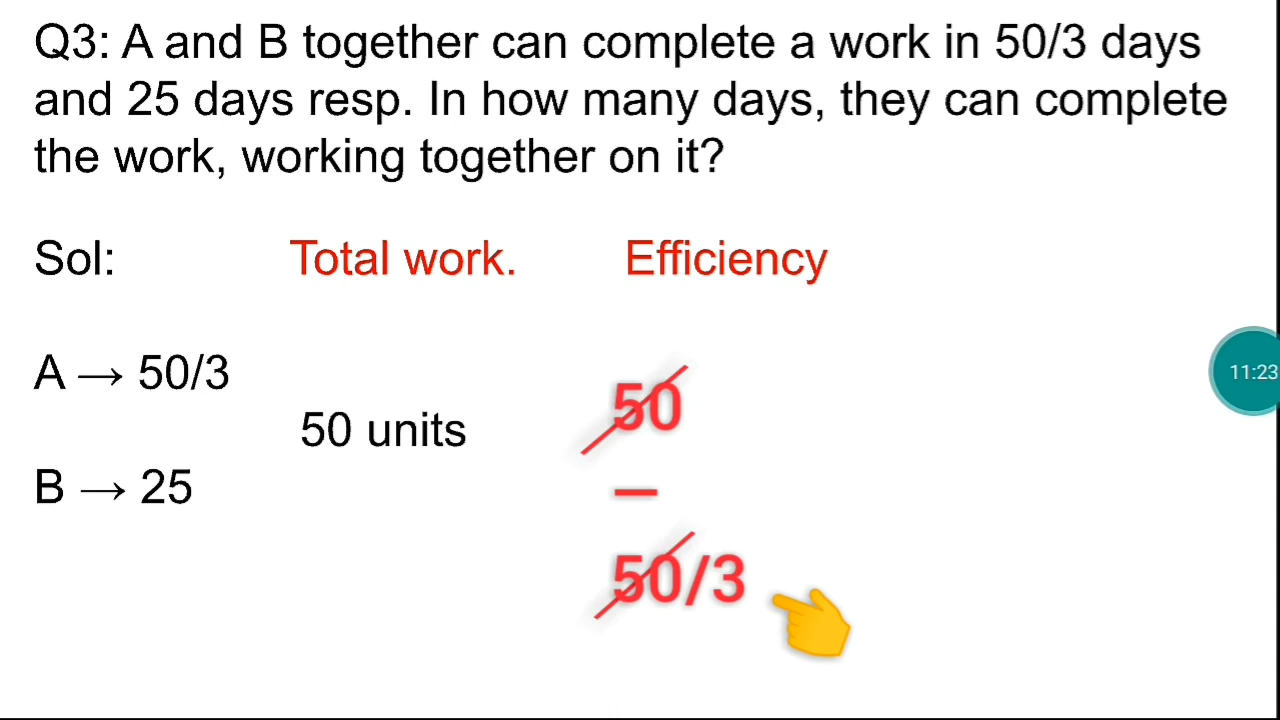 Q3: A and B together can complete a work in 50/3 days
and 25 days resp. In how many days, they can complete
the work, working together on it?
Sol: Total work. Efficiency
A → 50/3
50
50 units
B → 25
—
50/3
11:23